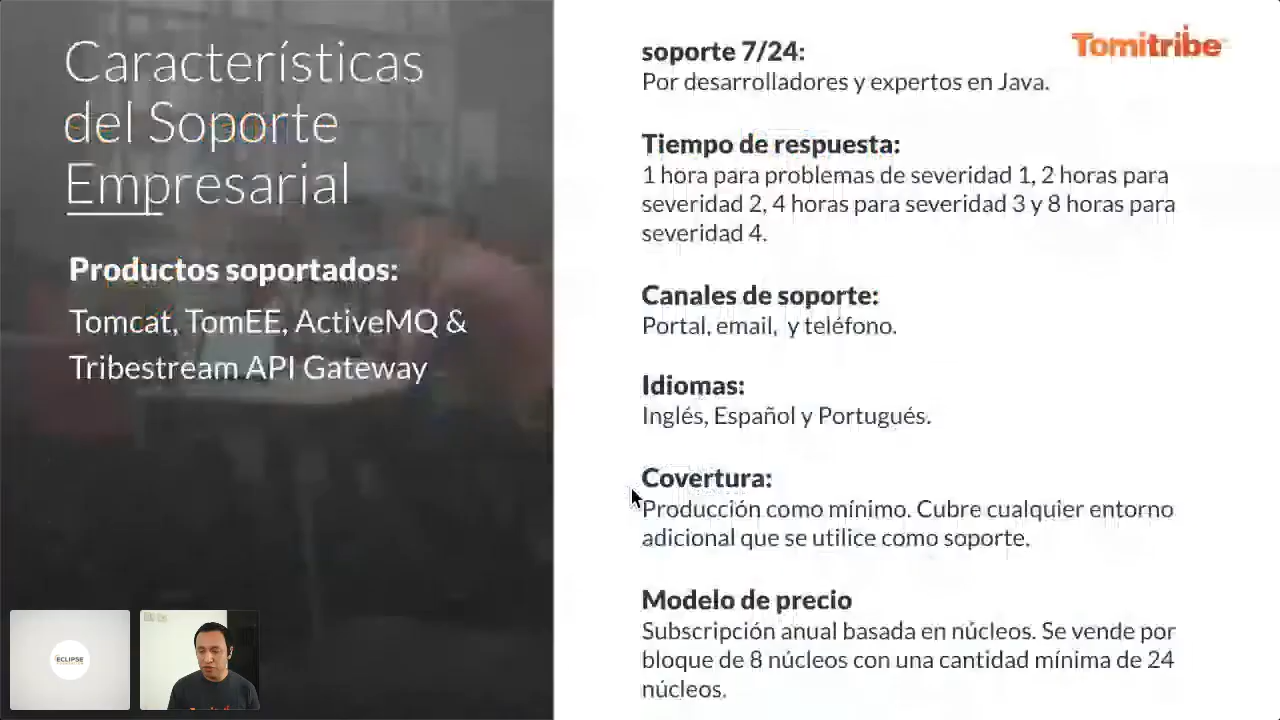 Características
del Soporte
Empresarial
Productos soportados:
Tomcat, TomEE, ActiveMQ &
Tribestream API Gateway
Tomitribe
soporte 7/24:
Por desarrolladores y expertos en Java.
Tiempo de respuesta:
1 hora para problemas de severidad 1, 2 horas para
severidad 2, 4 horas para severidad 3 y 8 horas para
severidad 4.
Canales de soporte:
Portal, email, y teléfono.
Idiomas:
Inglés, Español y Portugués.
Covertura:
Producción como mínimo. Cubre cualquier entorno
adicional que se utilice como soporte.
Modelo de precio
Subscripción anual basada en núcleos. Se vende por
bloque de 8 núcleos con una cantidad mínima de 24
núcleos.
ECLIPSE